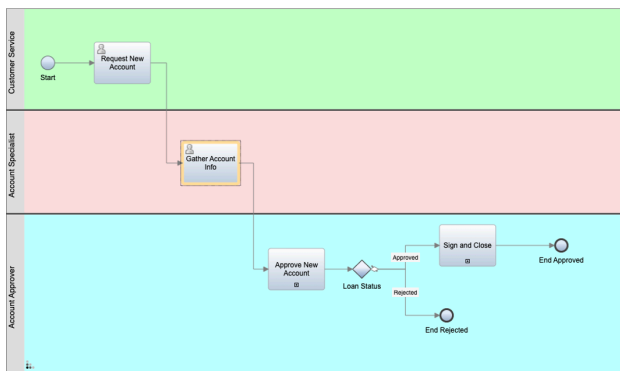 Customer Service
Start
Request New
Account
Account Specialist
Gather Account
Info
Account Approver
Approve New
Account
Loan Status
Approved
Rejected
Sign and Close
End Approved
End Rejected